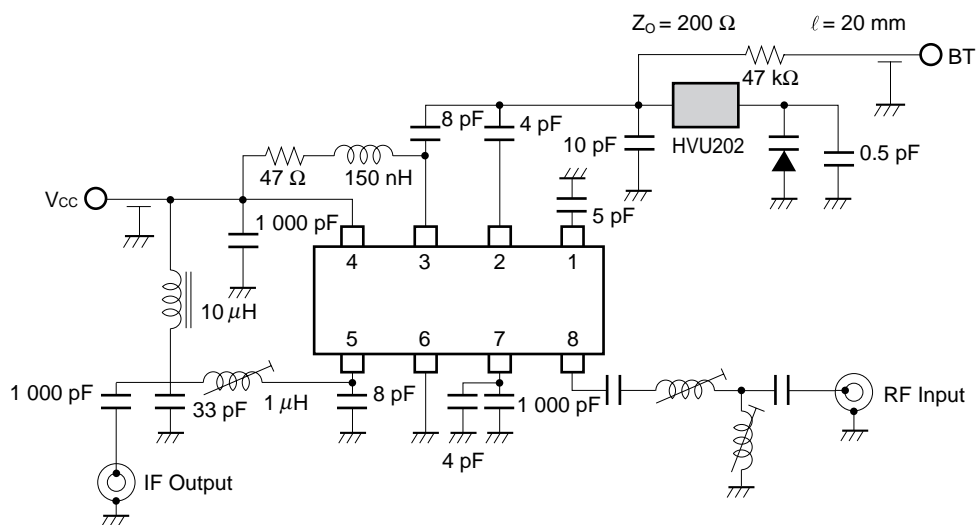 Z₀ = 200 Ω
ℓ = 20 mm
BT
47 kΩ
8 pF
4 pF
10 pF
HVU202
0.5 pF
47 Ω
150 nH
Vcc
1 000 pF
5 pF
4
3
2
1
10 μH
5
6
7
8
1 000 pF
33 pF
1 μH
8 pF
4 pF
1 000 pF
RF Input
IF Output